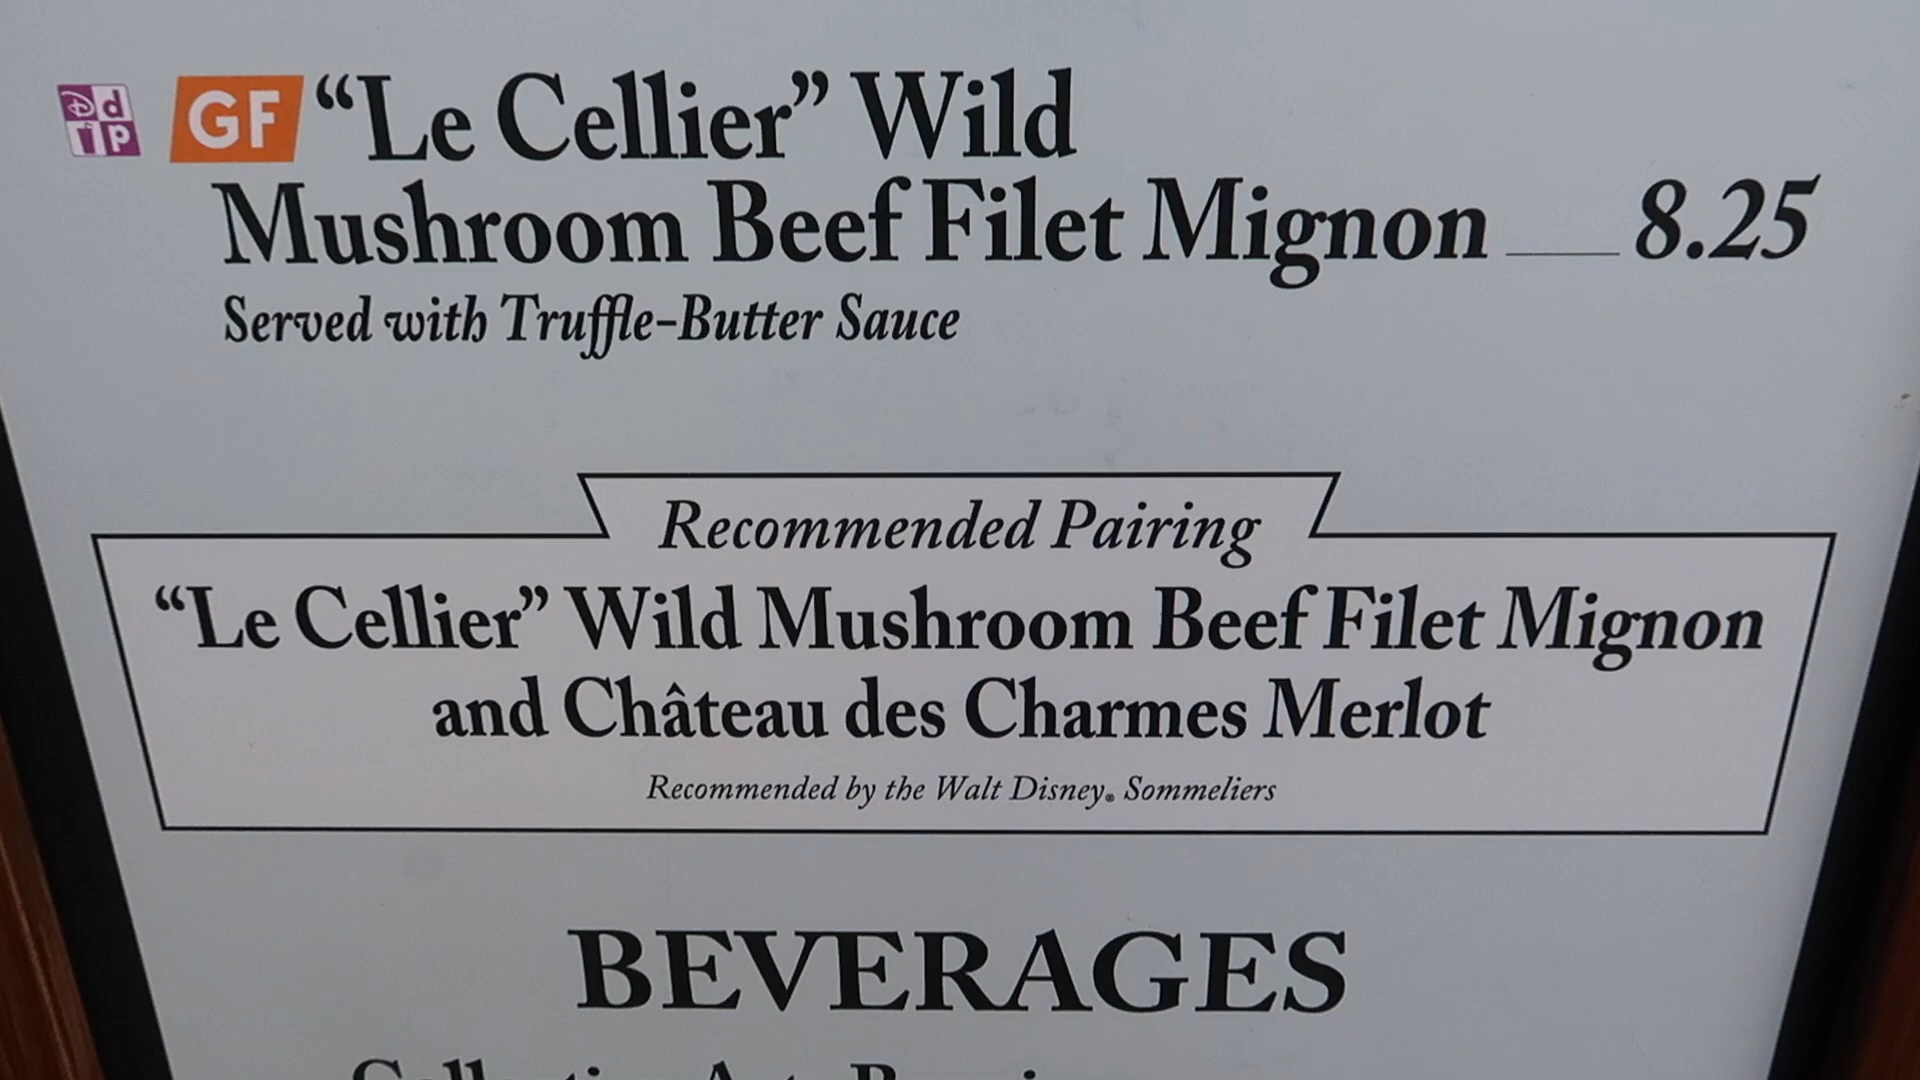 Ddip
GF "Le Cellier" Wild
Mushroom Beef Filet Mignon 8.25
Served with Truffle-Butter Sauce
Recommended Pairing
"Le Cellier" Wild Mushroom Beef Filet Mignon
and Château des Charmes Merlot
Recommended by the Walt Disney® Sommeliers
BEVERAGES